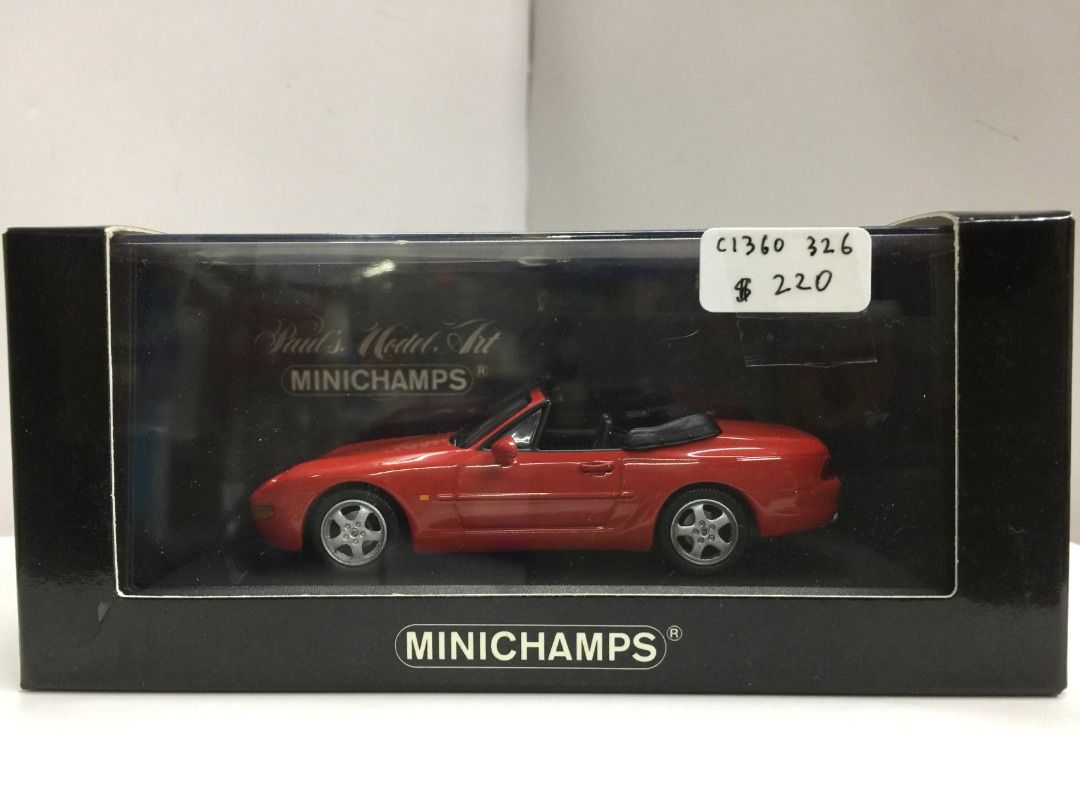 C1360 326
$ 220
Paul's Model Art
MINICHAMPS®
MINICHAMPS®